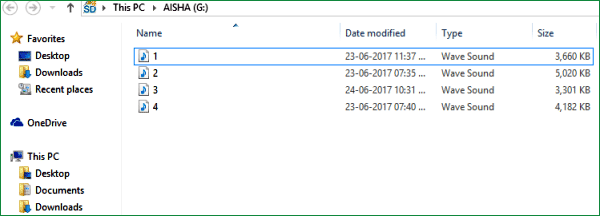 SD ▸ This PC ▸ AISHA (G:)
Favorites
Desktop
Downloads
Recent places
OneDrive
This PC
Desktop
Documents
Downloads
Name Date modified Type Size
1 23-06-2017 11:37 ... Wave Sound 3,660 KB
2 23-06-2017 07:35 ... Wave Sound 5,020 KB
3 24-06-2017 10:31 ... Wave Sound 3,301 KB
4 23-06-2017 07:40 ... Wave Sound 4,182 KB